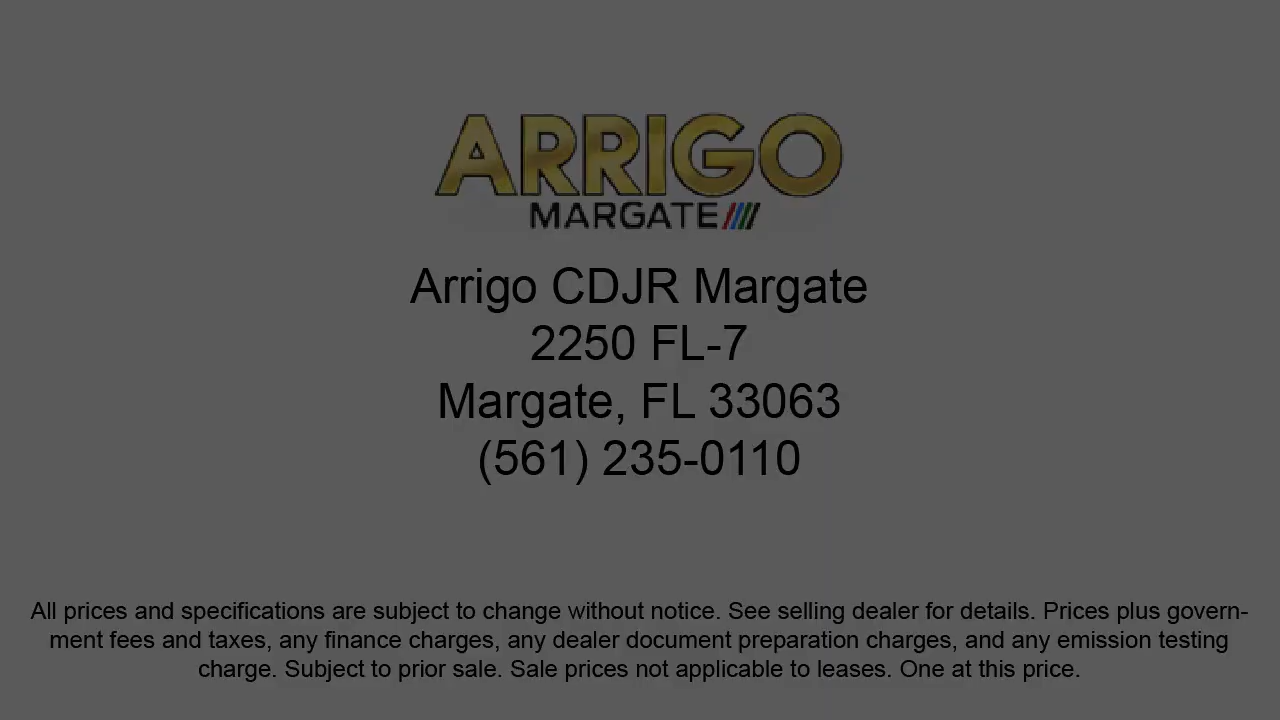 ARRIGO
MARGATE
Arrigo CDJR Margate
2250 FL-7
Margate, FL 33063
(561) 235-0110
All prices and specifications are subject to change without notice. See selling dealer for details. Prices plus govern-
ment fees and taxes, any finance charges, any dealer document preparation charges, and any emission testing
charge. Subject to prior sale. Sale prices not applicable to leases. One at this price.